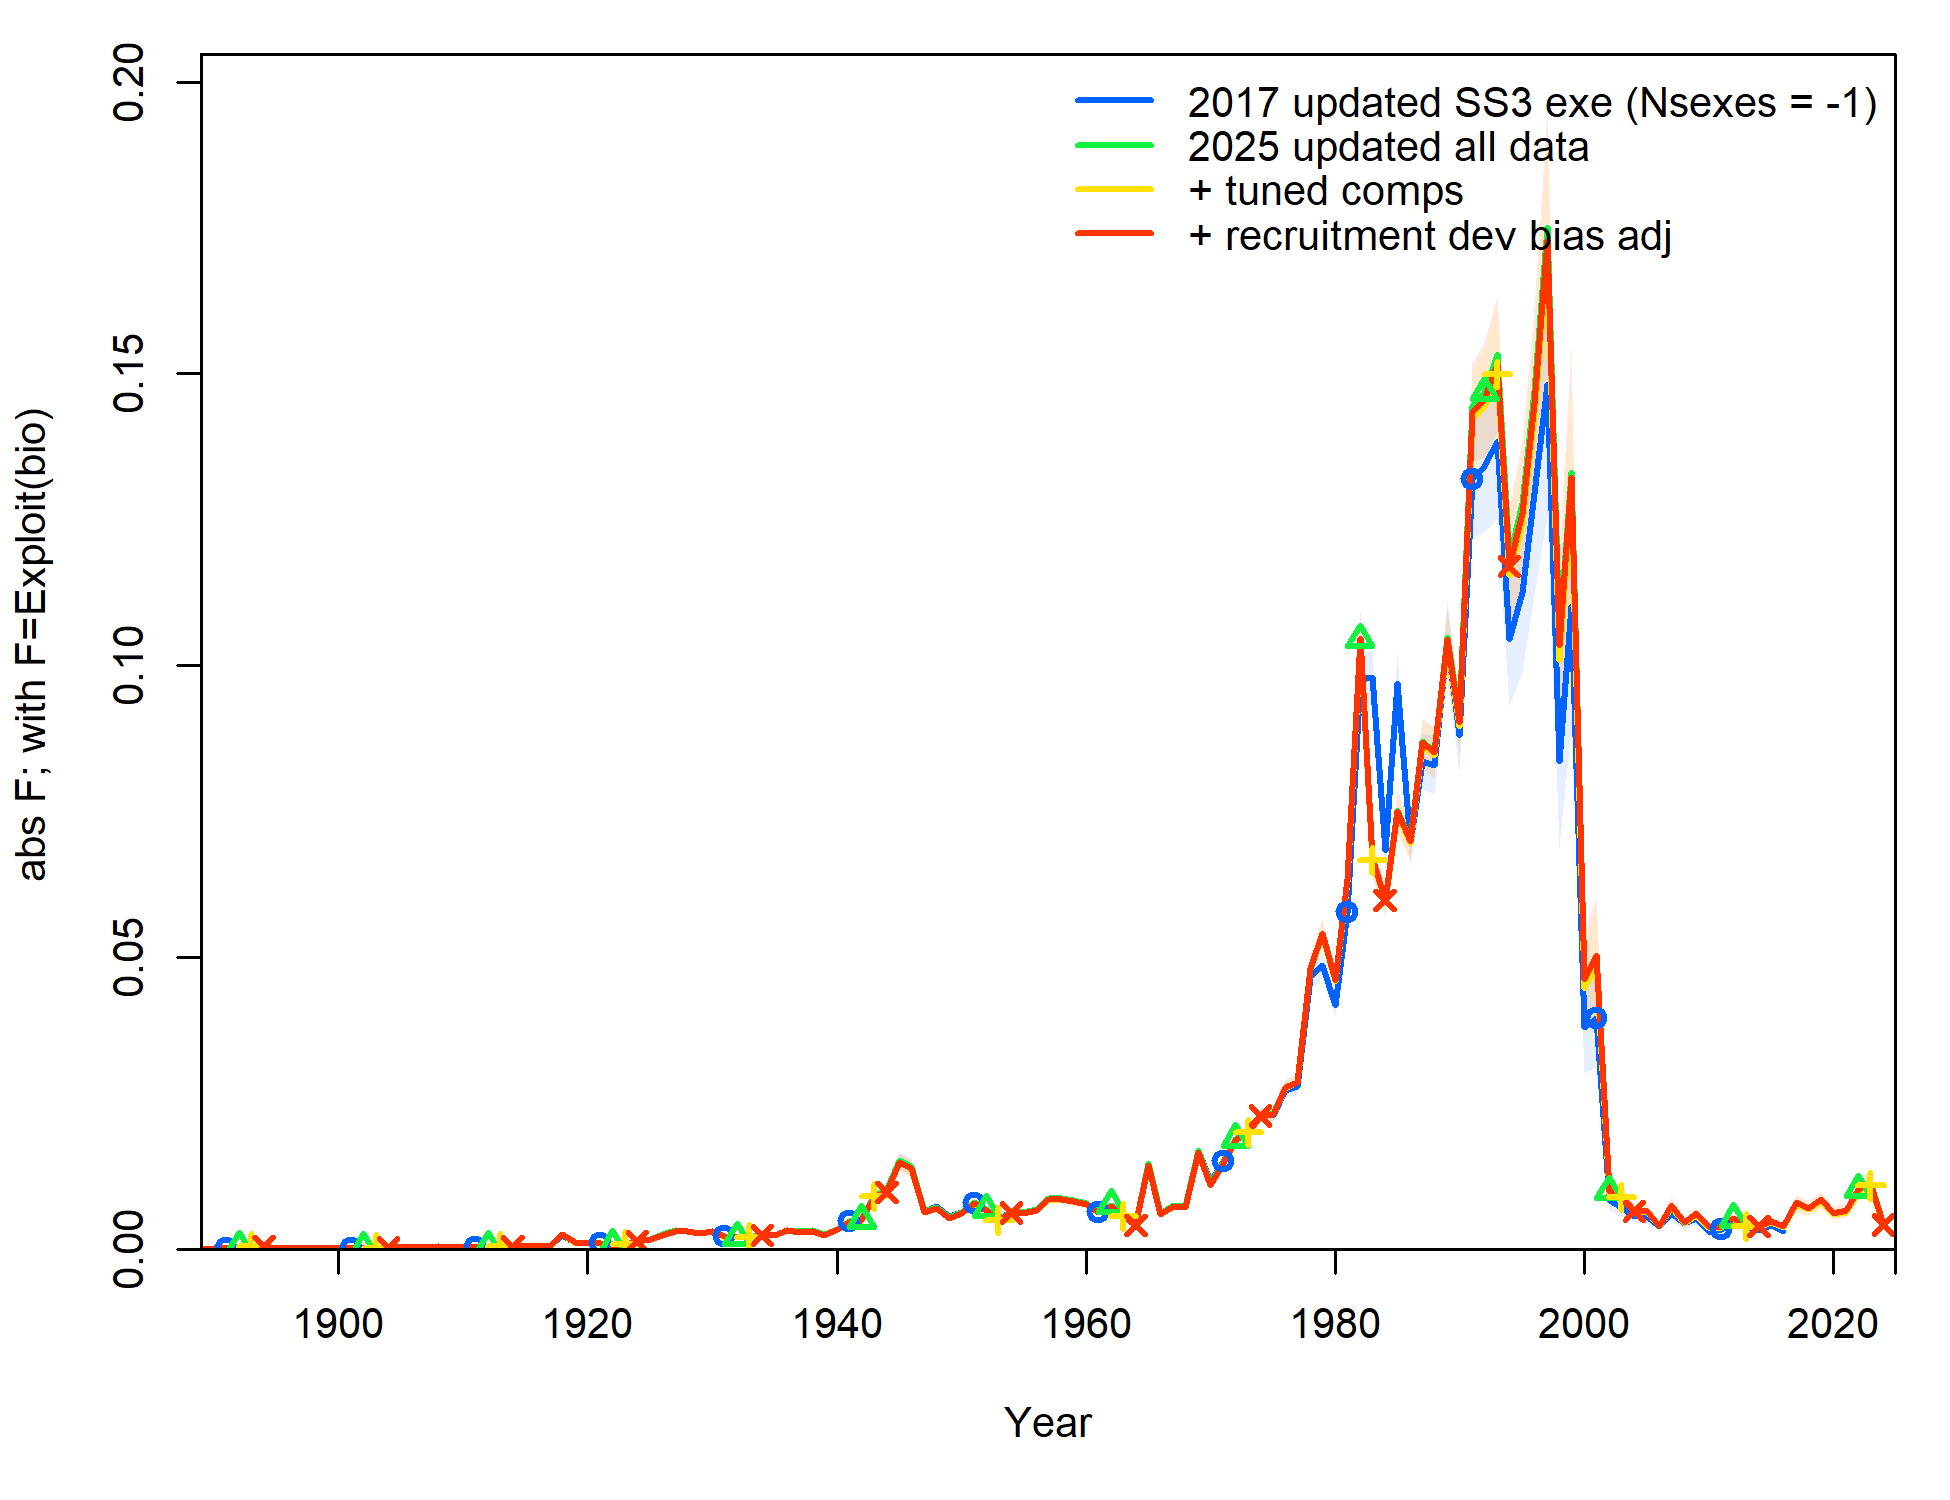 2017 updated SS3 exe (Nsexes = -1)
2025 updated all data
+ tuned comps
+ recruitment dev bias adj
abs F; with F=Exploit(bio)
0.20
0.15
0.10
0.05
0.00
1900 1920 1940 1960 1980 2000 2020
Year